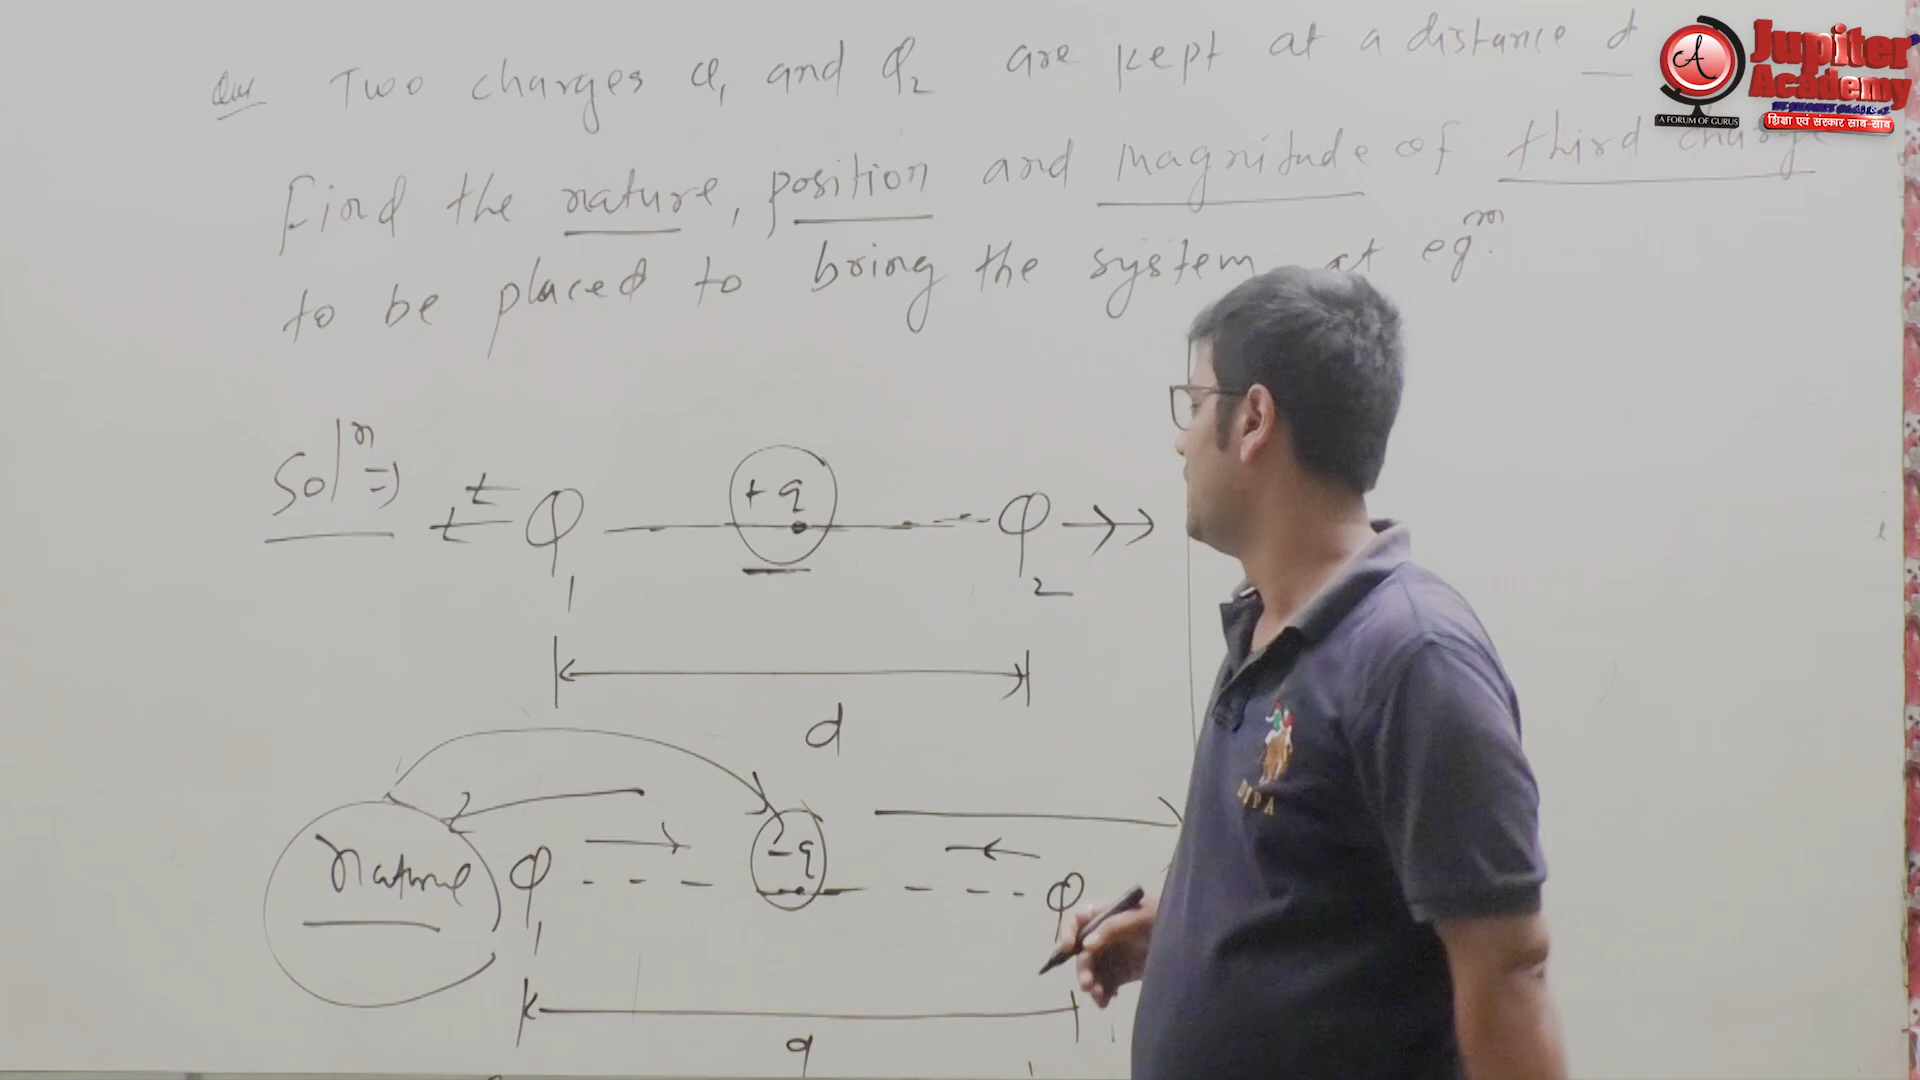 Que Two charges Q1 and Q2 are kept at a distance d
Find the nature, position and magnitude of third charge
to be placed to bring the system at eqm.
Soln ⇒
Q1 +q Q2
d
nature Q1 -q Q
d
Jupiter
Academy
A FORUM OF GURUS
शिक्षा एवं संस्कार साथ-साथ